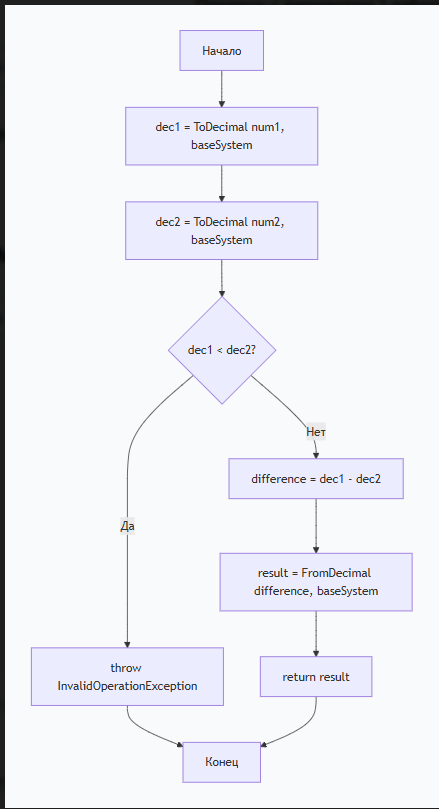 Начало
dec1 = ToDecimal num1,
baseSystem
dec2 = ToDecimal num2,
baseSystem
dec1 < dec2?
Нет
difference = dec1 - dec2
Да
result = FromDecimal
difference, baseSystem
throw
InvalidOperationException
return result
Конец